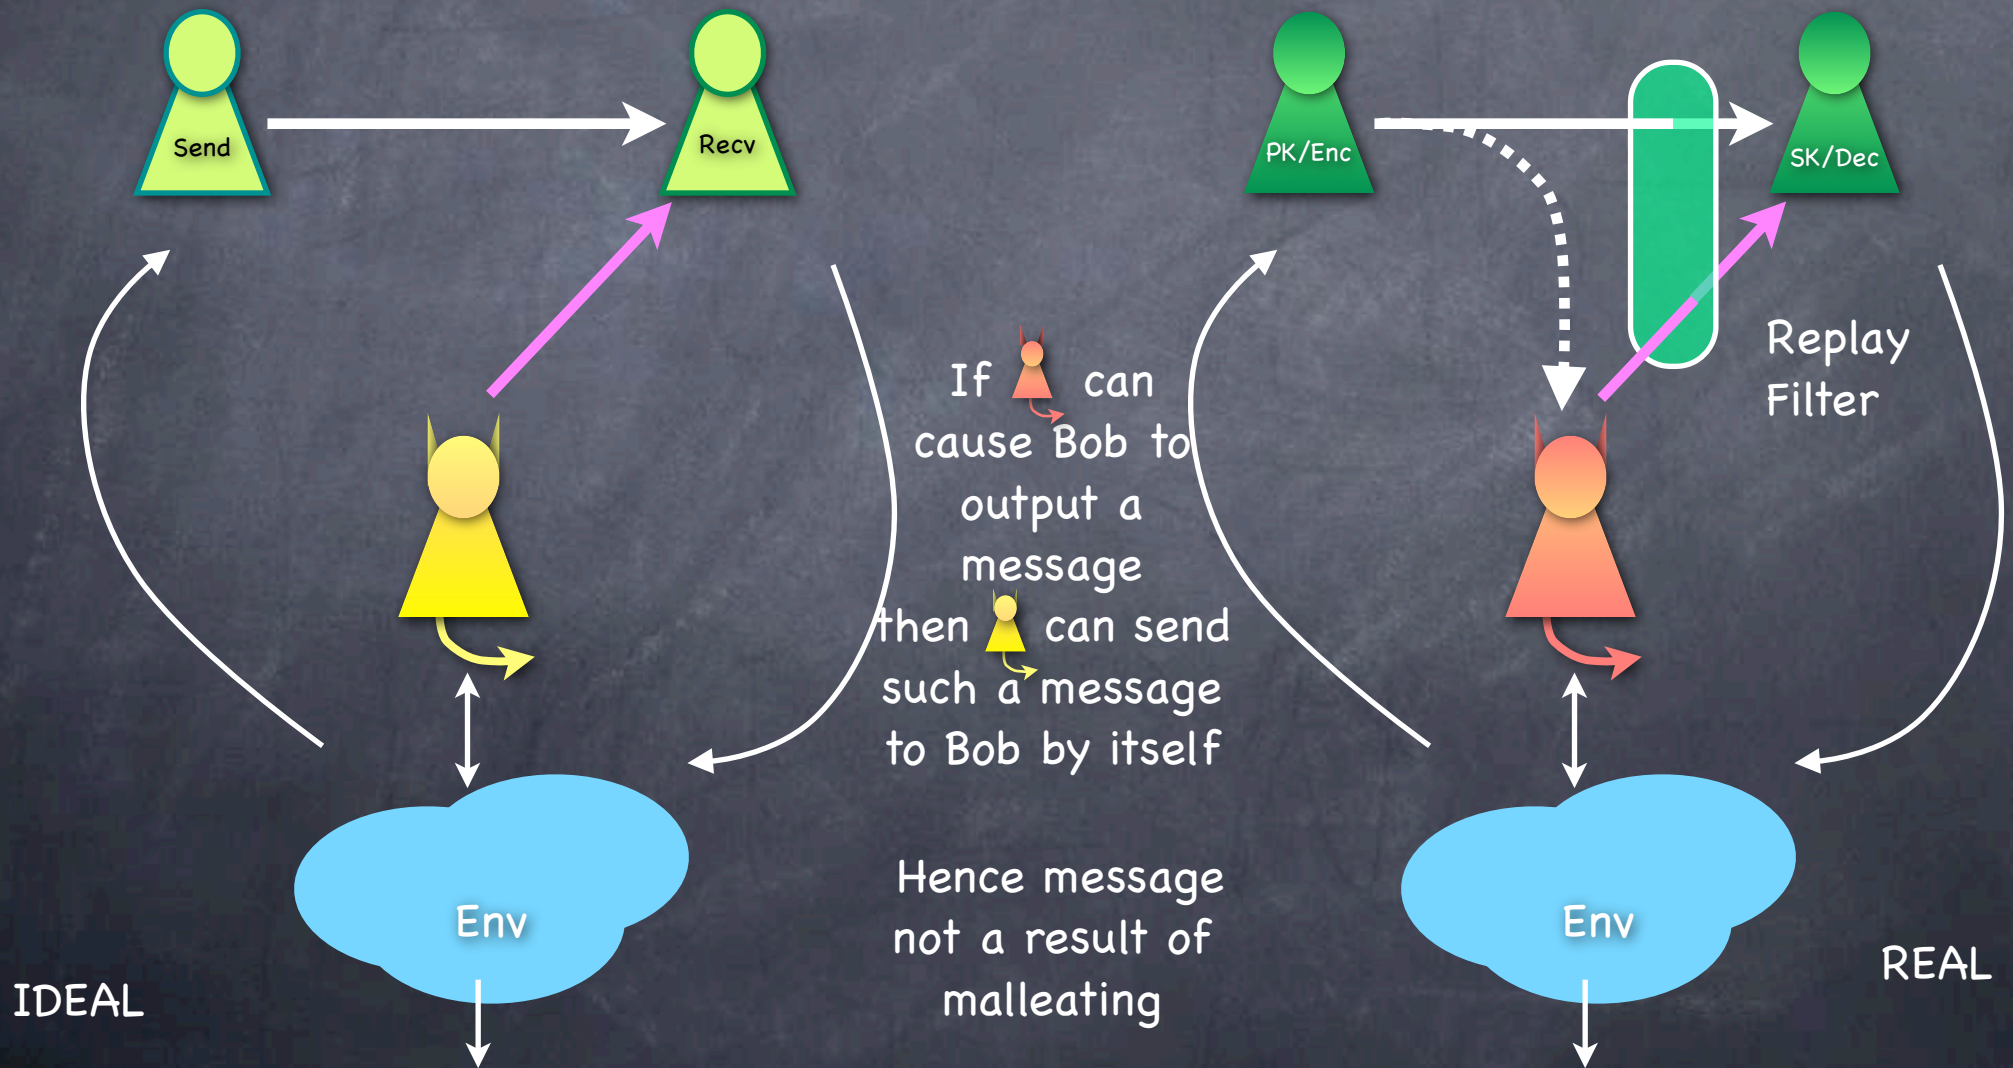 Send
Recv
PK/Enc
SK/Dec
Replay
Filter
If can
cause Bob to
output a
message
then can send
such a message
to Bob by itself
Hence message
not a result of
malleating
Env
Env
IDEAL
REAL